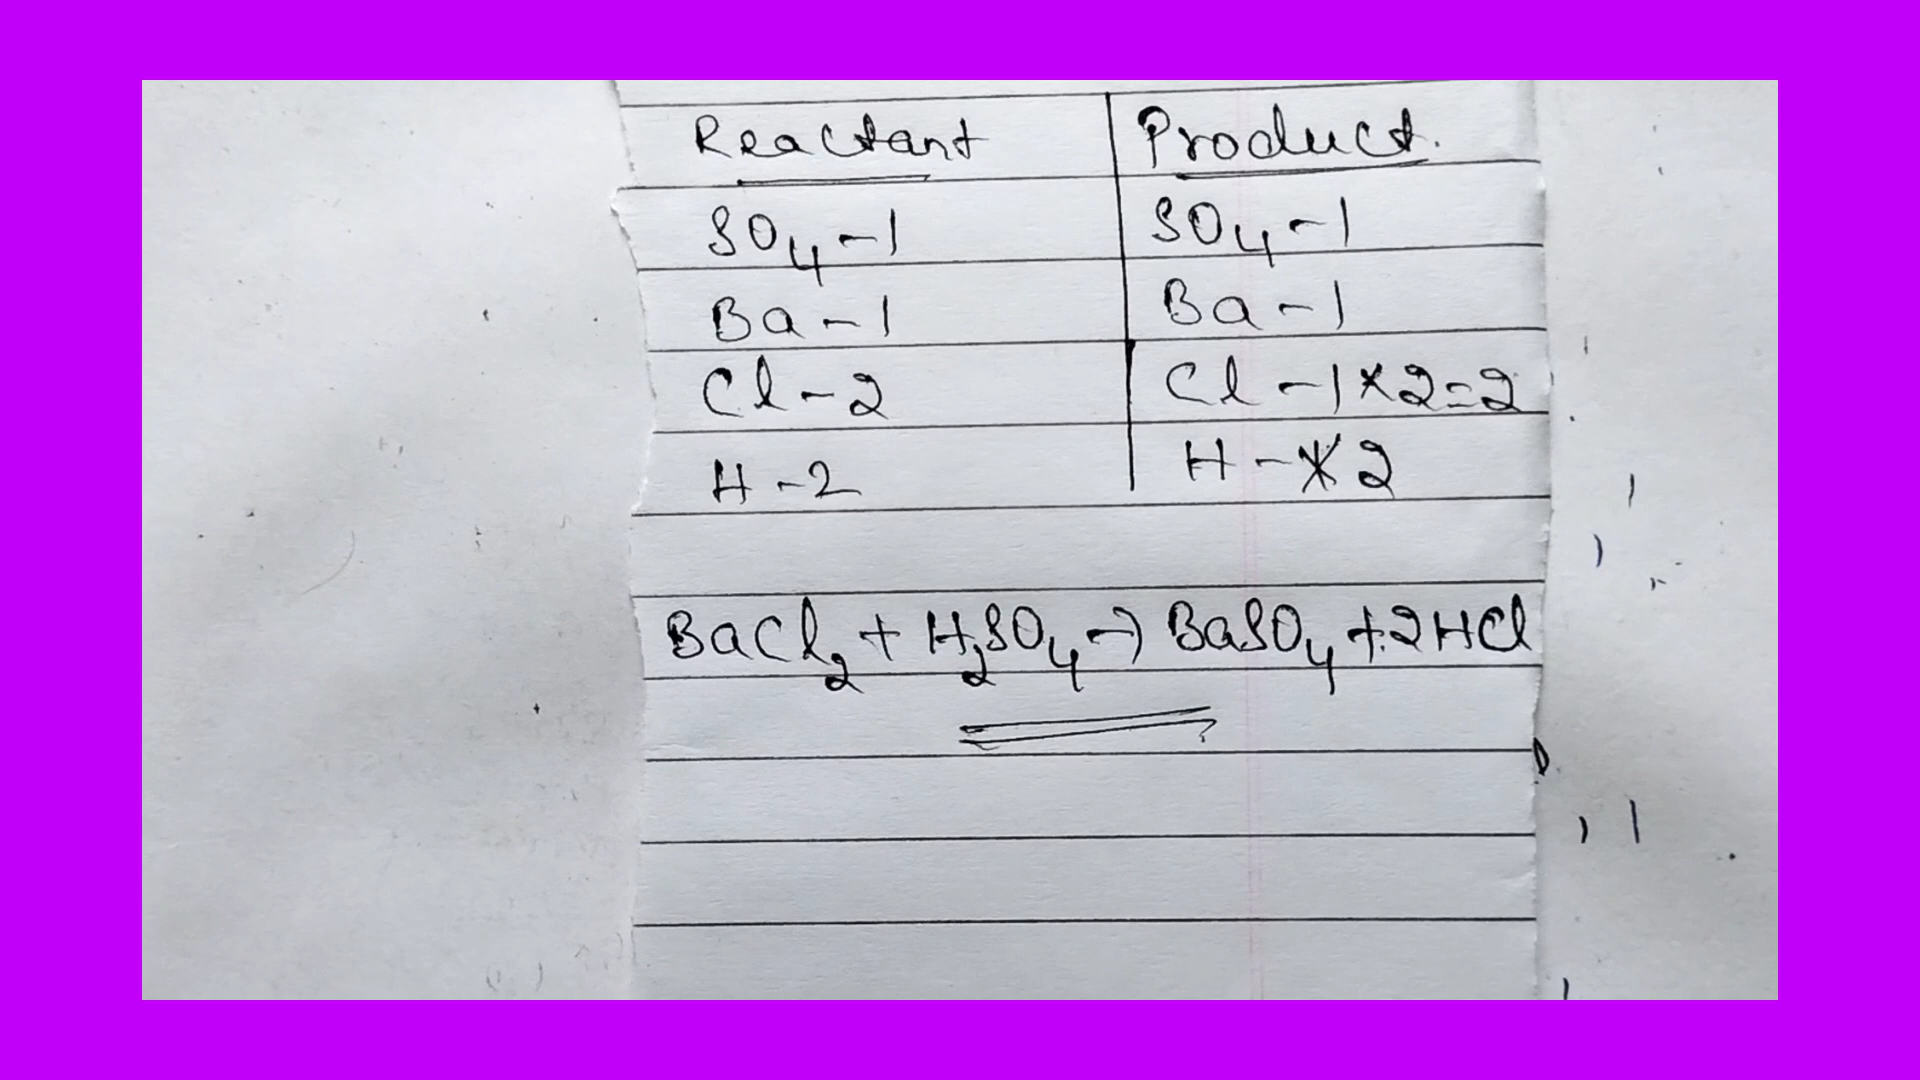 Reactant Product.
SO₄-1 SO₄-1
Ba-1 Ba-1
Cl-2 Cl-1×2=2
H-2 H-2
BaCl₂ + H₂SO₄ → BaSO₄ + 2HCl